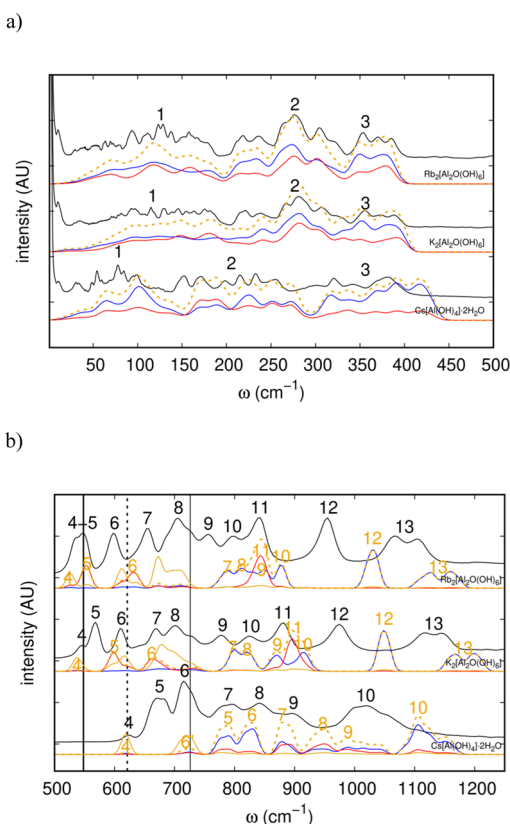 a)
intensity (AU)
1
2
3
Rb2[Al2O(OH)6]
1
2
3
K2[Al2O(OH)6]
1
2
3
Cs[Al(OH)4]·2H2O
50 100 150 200 250 300 350 400 450 500
ω (cm−1)
b)
intensity (AU)
4 5 6 7 8 9 10 11 12 13
4 5 6 7 8 11 9 10 12 13
Rb2[Al2O(OH)6]
4 5 6 7 8 9 10 11 12 13
4 5 6 7 8 9 11 10 12 13
K2[Al2O(OH)6]
4 5 6 7 8 9 10
4 6 5 6 7 8 9 10
Cs[Al(OH)4]·2H2O
500 600 700 800 900 1000 1100 1200
ω (cm−1)